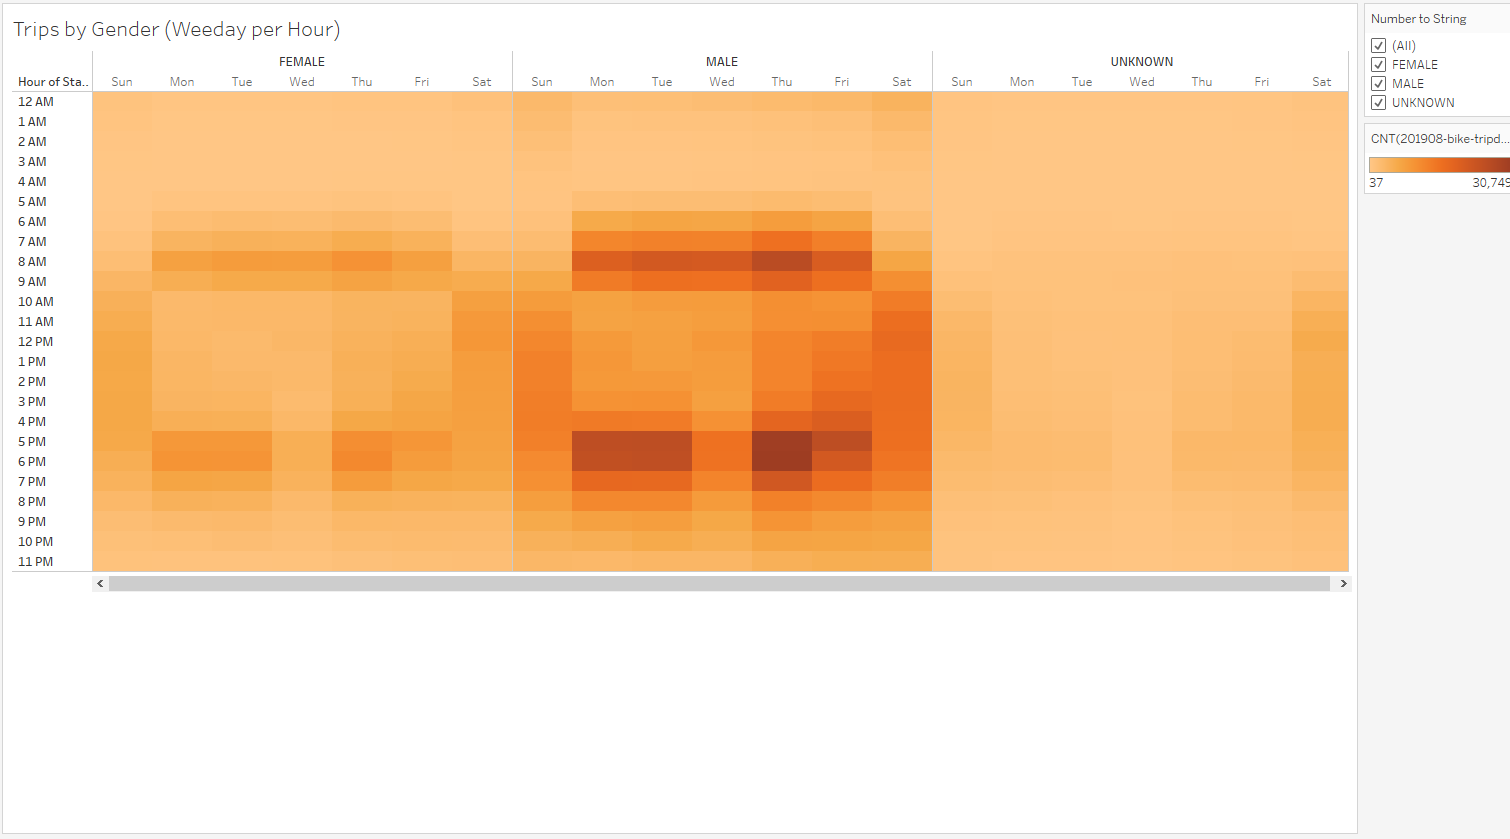 Trips by Gender (Weeday per Hour)
FEMALE MALE UNKNOWN
Hour of Sta.. Sun Mon Tue Wed Thu Fri Sat Sun Mon Tue Wed Thu Fri Sat Sun Mon Tue Wed Thu Fri Sat
12 AM
1 AM
2 AM
3 AM
4 AM
5 AM
6 AM
7 AM
8 AM
9 AM
10 AM
11 AM
12 PM
1 PM
2 PM
3 PM
4 PM
5 PM
6 PM
7 PM
8 PM
9 PM
10 PM
11 PM
Number to String
(All)
FEMALE
MALE
UNKNOWN
CNT(201908-bike-tripd...
37 30,749